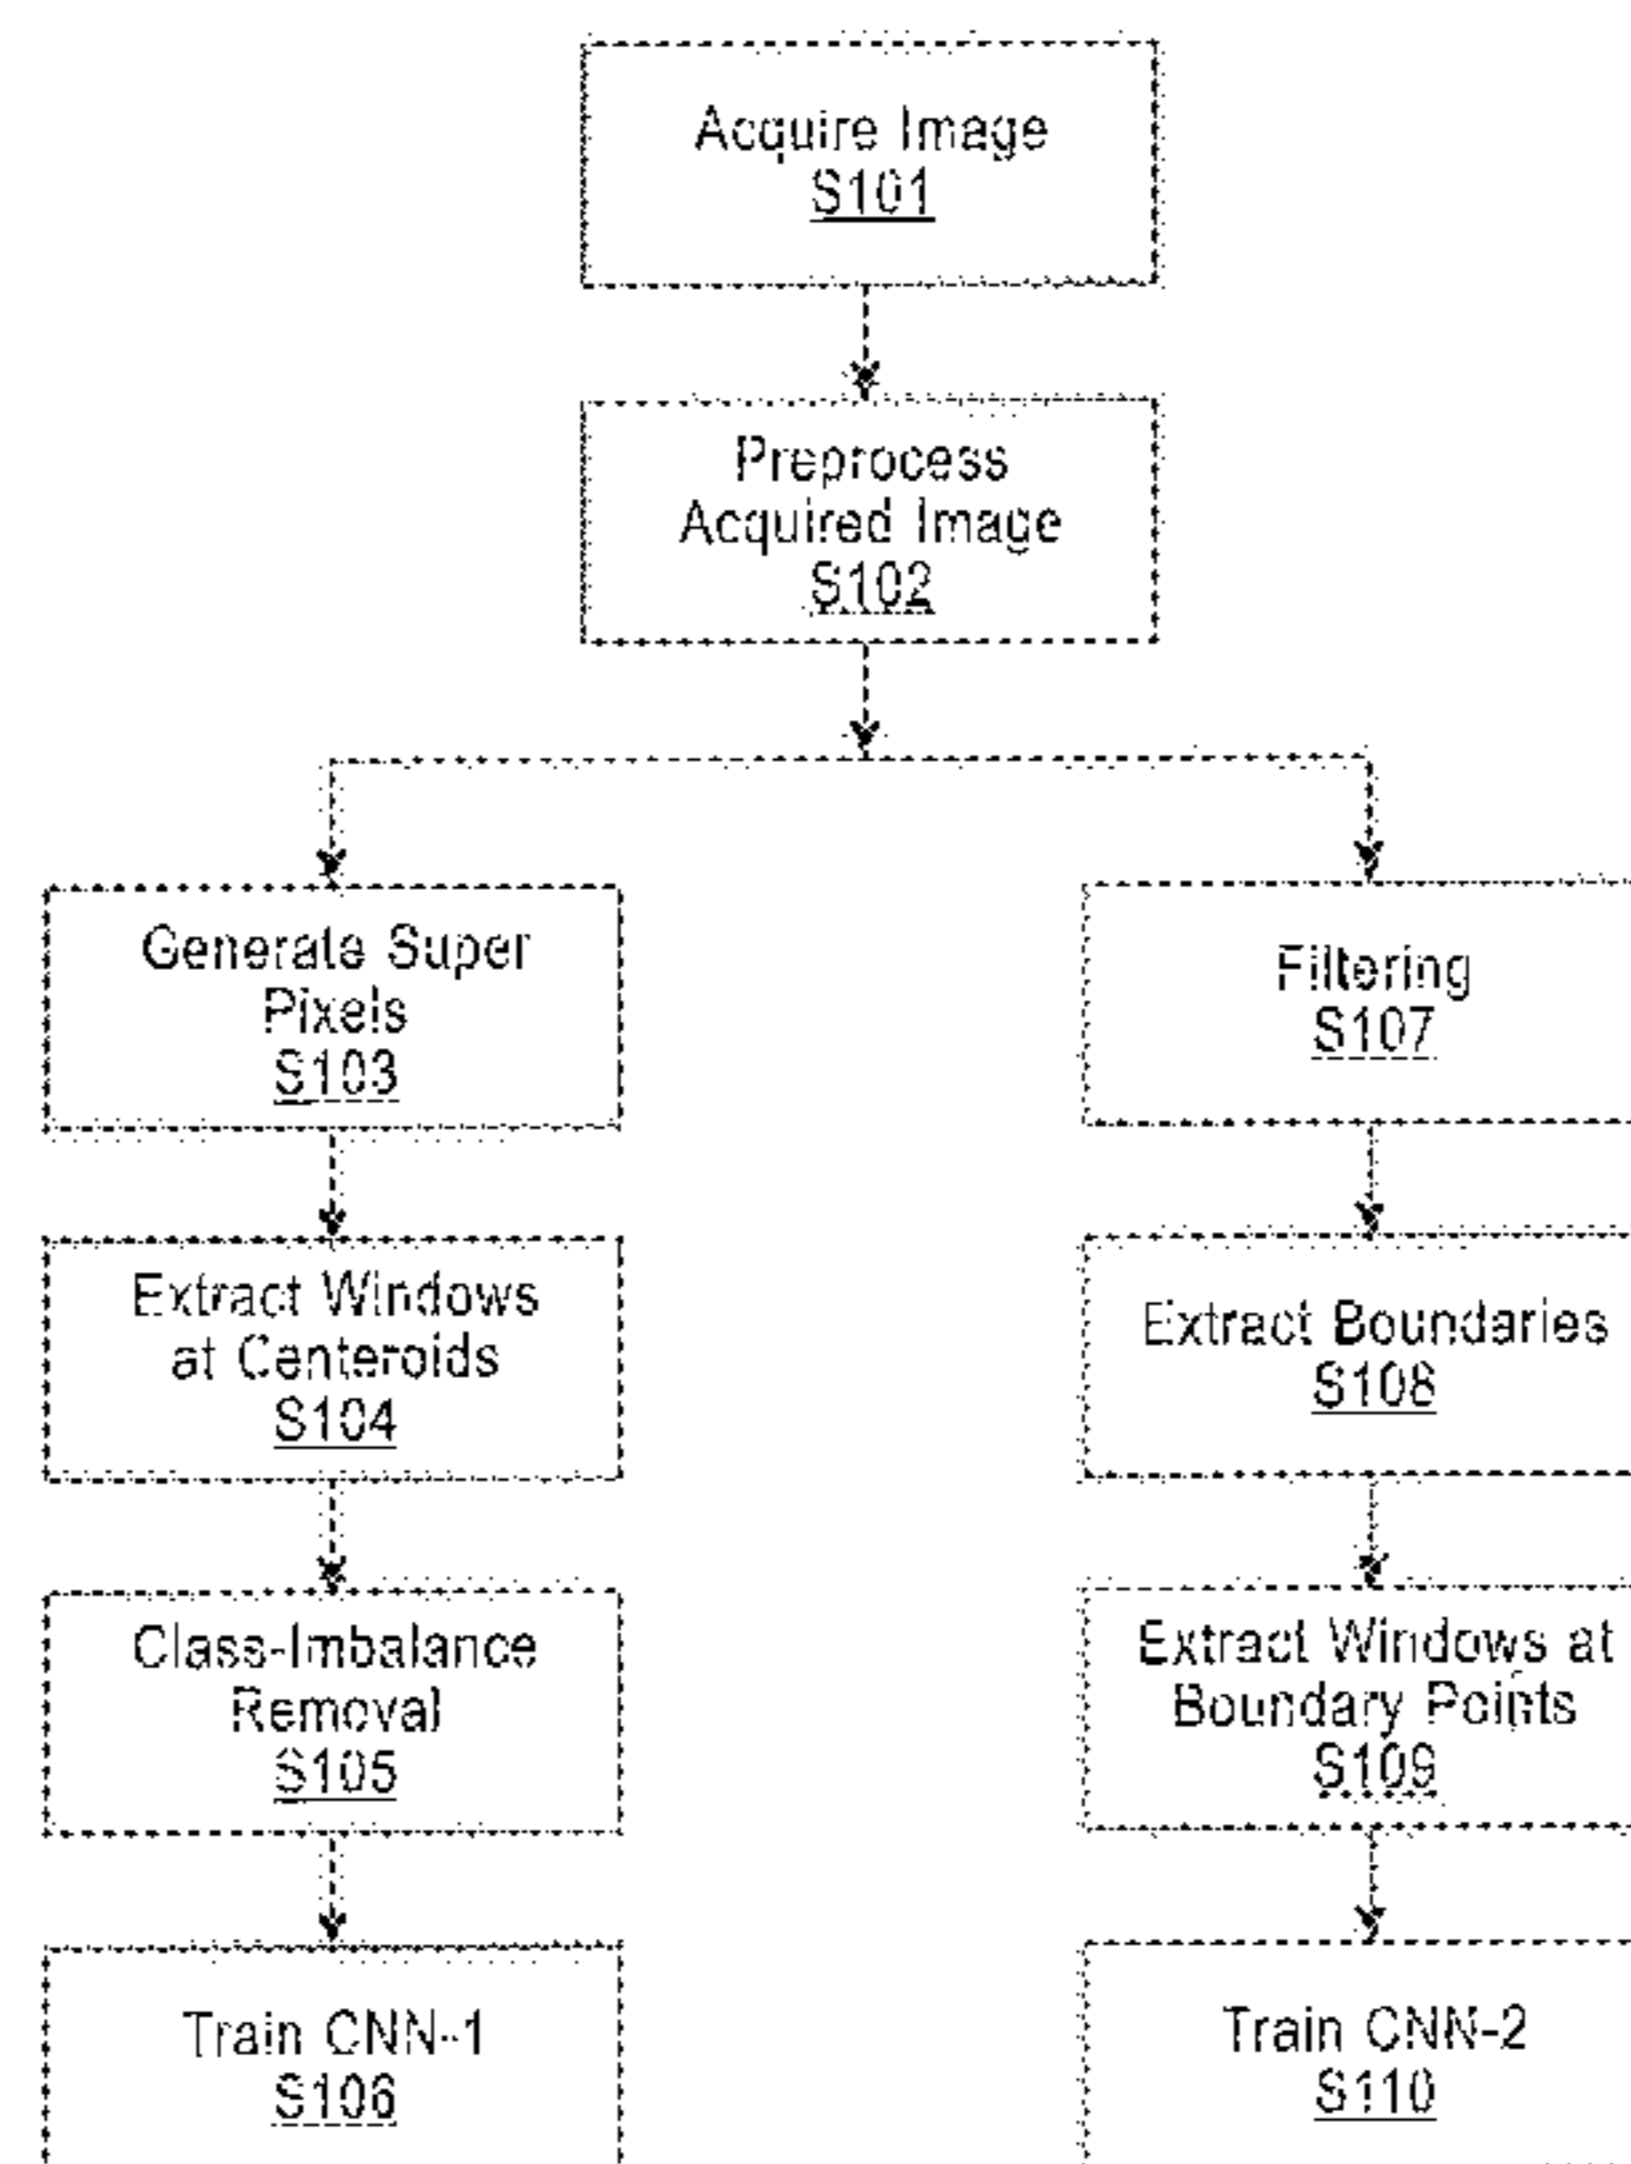 Acquire Image
S101
Preprocess
Acquired Image
S102
Generate Super
Pixels
S103
Extract Windows
at Centeroids
S104
Class-Imbalance
Removal
S105
Train CNN-1
S106
Filtering
S107
Extract Boundaries
S108
Extract Windows at
Boundary Points
S109
Train CNN-2
S110